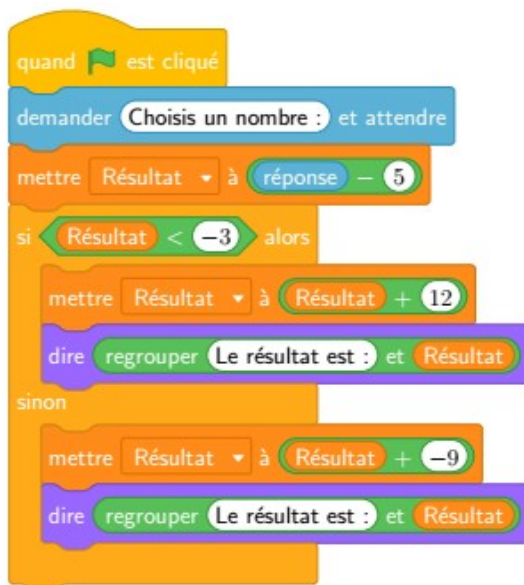 quand est cliqué
demander Choisis un nombre : et attendre
mettre Résultat à réponse − 5
si Résultat < −3 alors
mettre Résultat à Résultat + 12
dire regrouper Le résultat est : et Résultat
sinon
mettre Résultat à Résultat + −9
dire regrouper Le résultat est : et Résultat